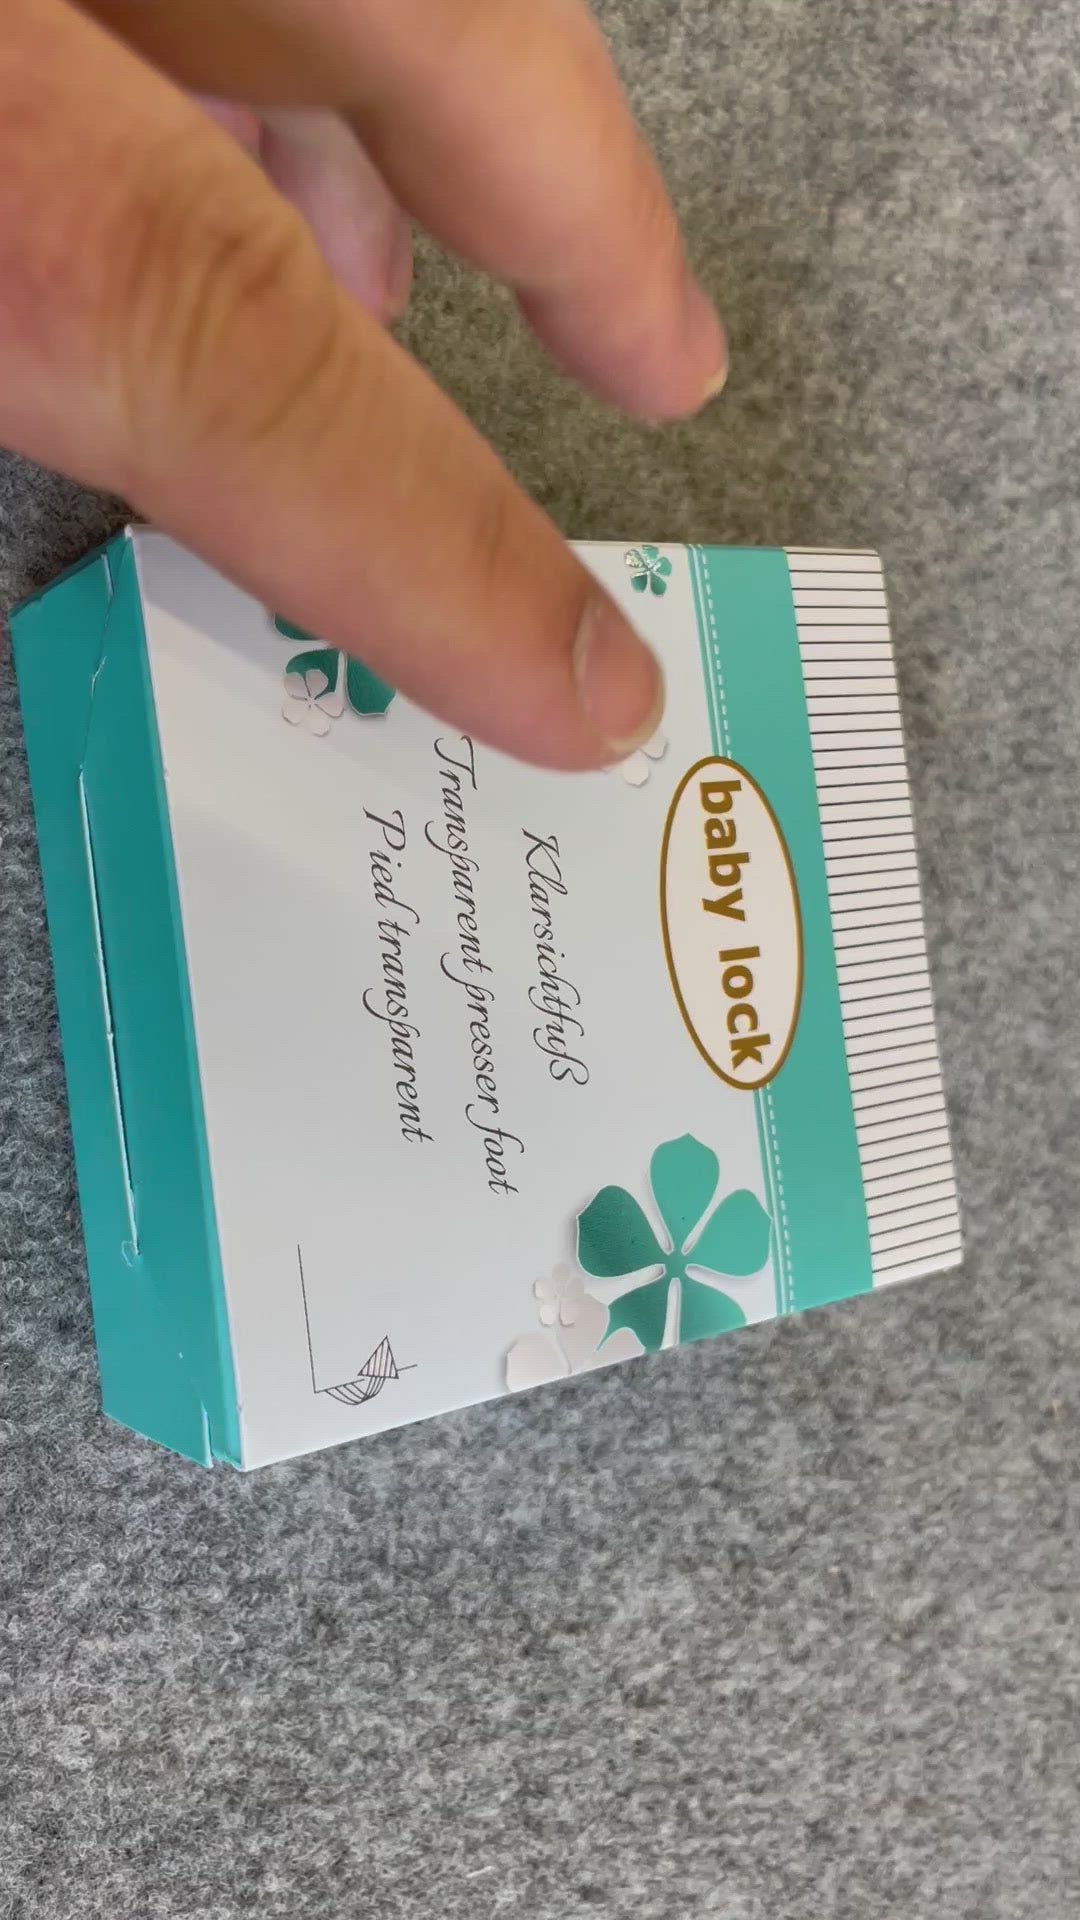 baby lock
Klarsichtfuß
Transparent presser foot
Pied transparent